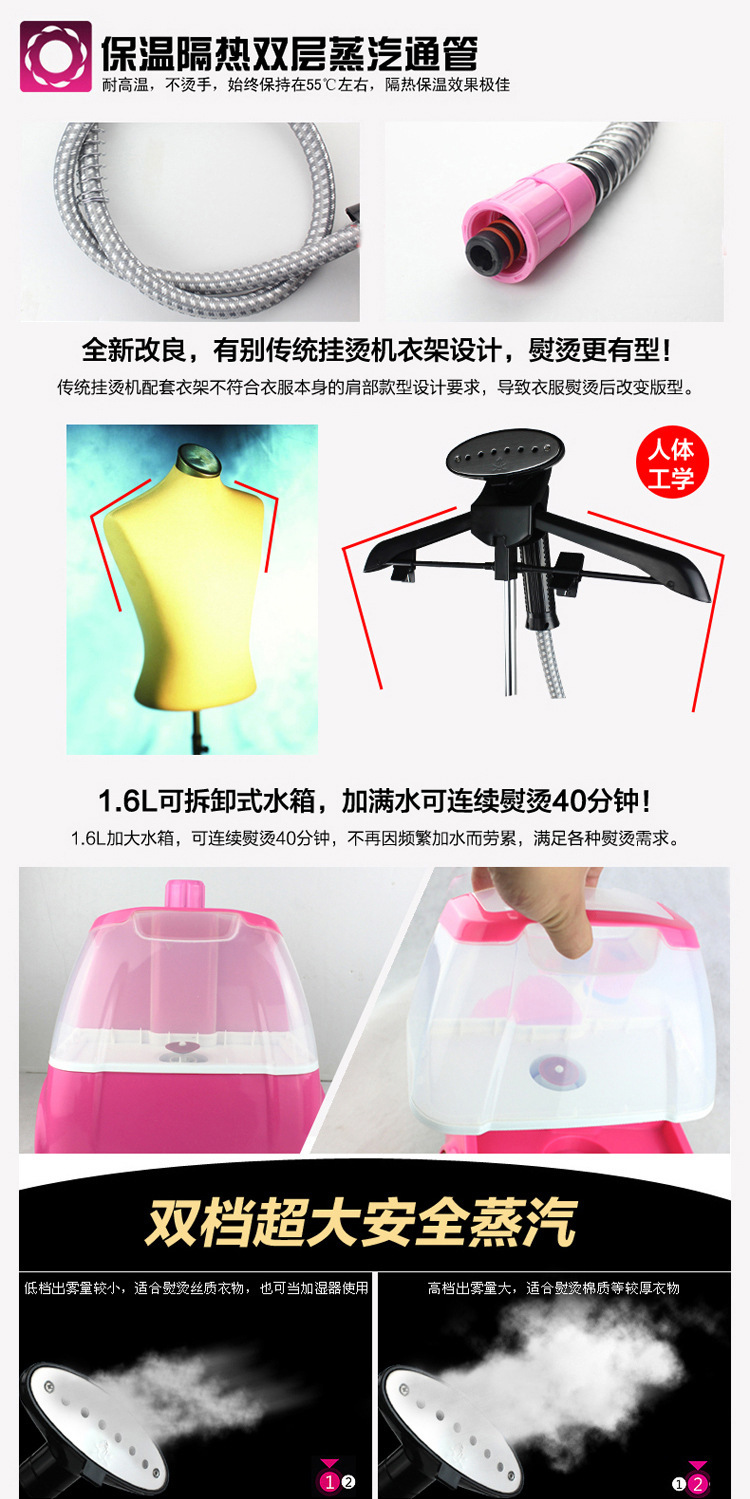 保温隔热双层蒸汽通管
耐高温，不烫手，始终保持在55℃左右，隔热保温效果极佳
全新改良，有别传统挂烫机衣架设计，熨烫更有型！
传统挂烫机配套衣架不符合衣服本身的肩部款型设计要求，导致衣服熨烫后改变版型。
人体
工学
1.6L可拆卸式水箱，加满水可连续熨烫40分钟！
1.6L加大水箱，可连续熨烫40分钟，不再因频繁加水而劳累，满足各种熨烫需求。
双档超大安全蒸汽
低档出雾量较小，适合熨烫丝质衣物，也可当加湿器使用
高档出雾量大，适合熨烫棉质等较厚衣物
1 2
1 2